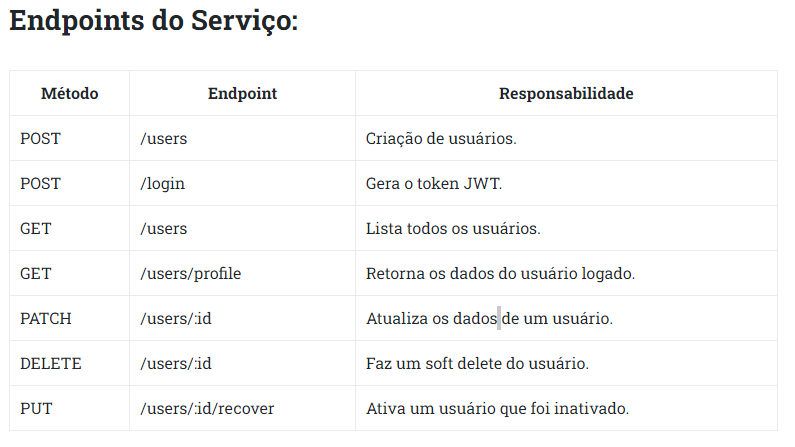 Endpoints do Serviço:
Método Endpoint Responsabilidade
POST /users Criação de usuários.
POST /login Gera o token JWT.
GET /users Lista todos os usuários.
GET /users/profile Retorna os dados do usuário logado.
PATCH /users/:id Atualiza os dados de um usuário.
DELETE /users/:id Faz um soft delete do usuário.
PUT /users/:id/recover Ativa um usuário que foi inativado.